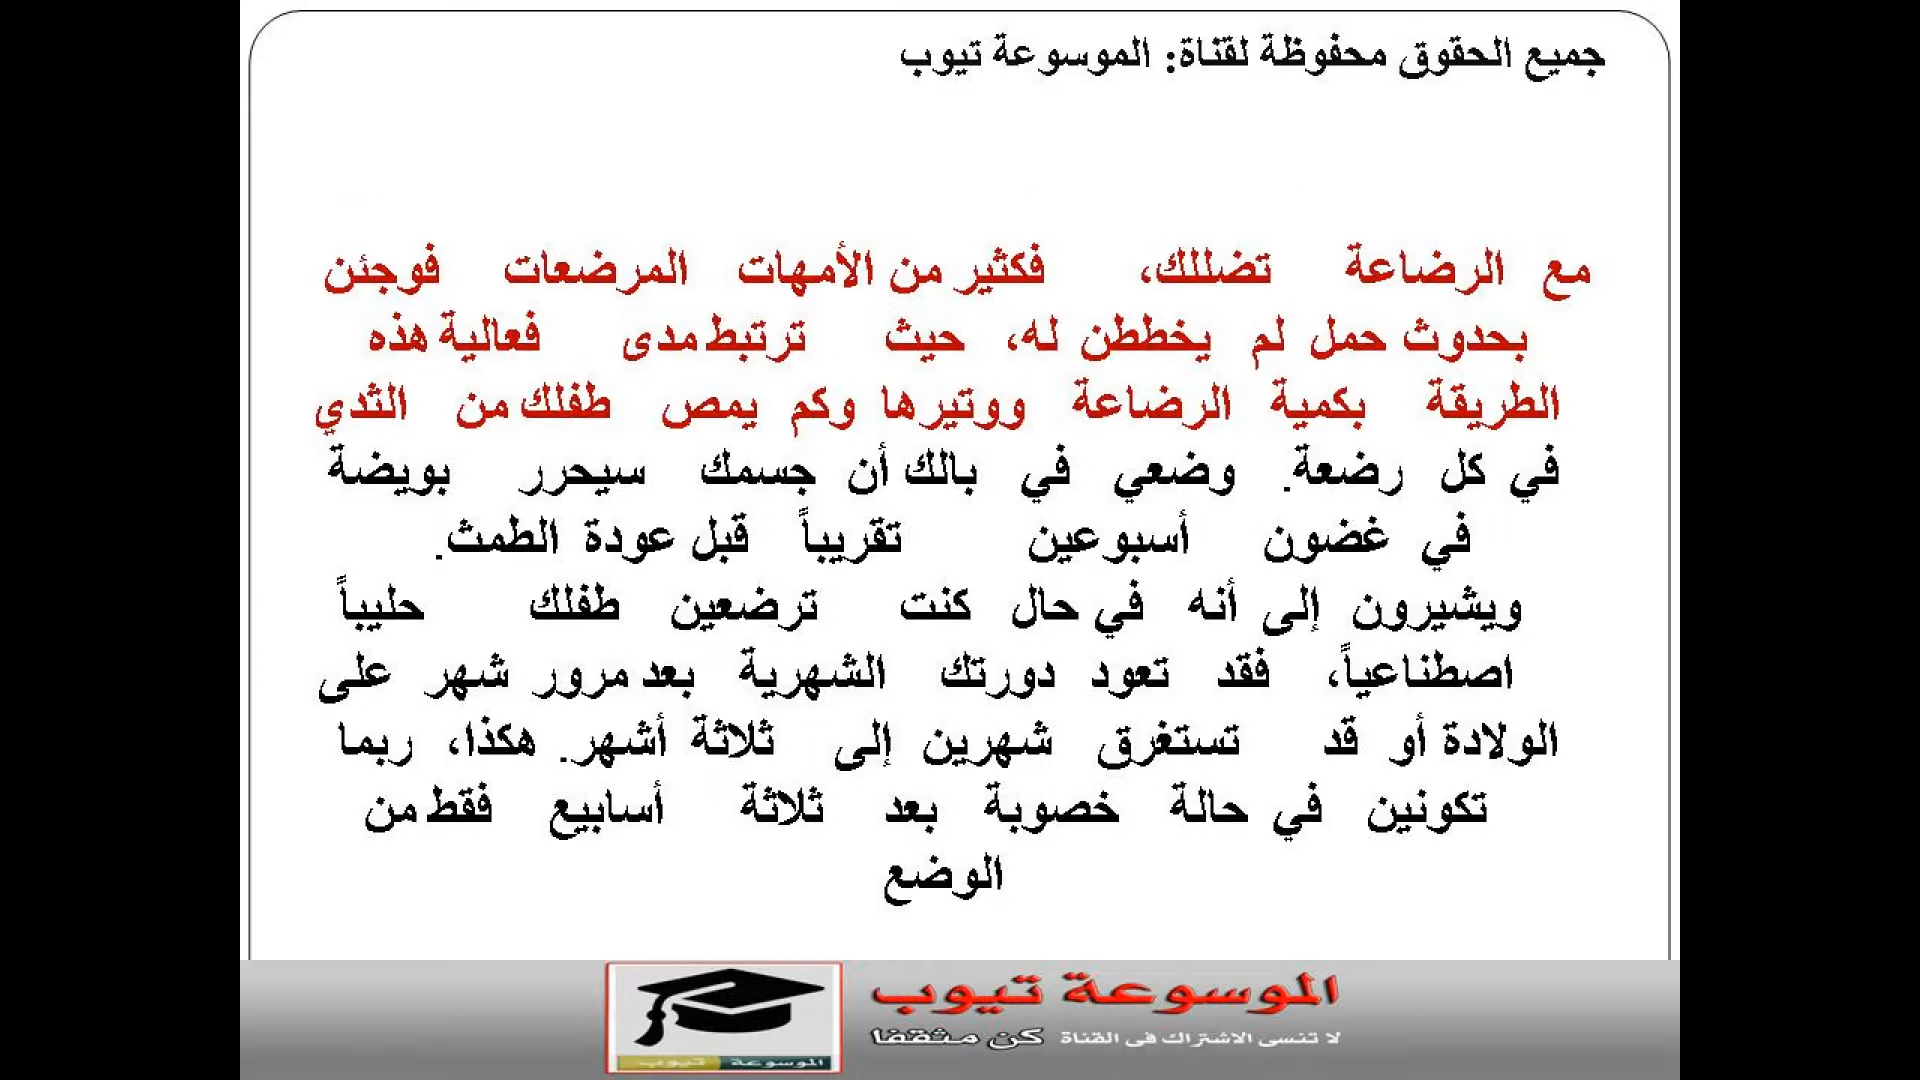 جميع الحقوق محفوظة لقناة: الموسوعة تيوب
مع الرضاعة تضللك، فكثير من الأمهات المرضعات فوجئن
بحدوث حمل لم يخططن له، حيث ترتبط مدى فعالية هذه
الطريقة بكمية الرضاعة ووتيرها وكم يمص طفلك من الثدي
في كل رضعة. وضعي في بالك أن جسمك سيحرر بويضة
في غضون أسبوعين تقريباً قبل عودة الطمث.
ويشيرون إلى أنه في حال كنت ترضعين طفلك حليباً
اصطناعياً، فقد تعود دورتك الشهرية بعد مرور شهر على
الولادة أو قد تستغرق شهرين إلى ثلاثة أشهر. هكذا، ربما
تكونين في حالة خصوبة بعد ثلاثة أسابيع فقط من
الوضع
الموسوعة تيوب
لا تنسى الاشتراك فى القناة كن مثقفا
الموسوعة تيوب